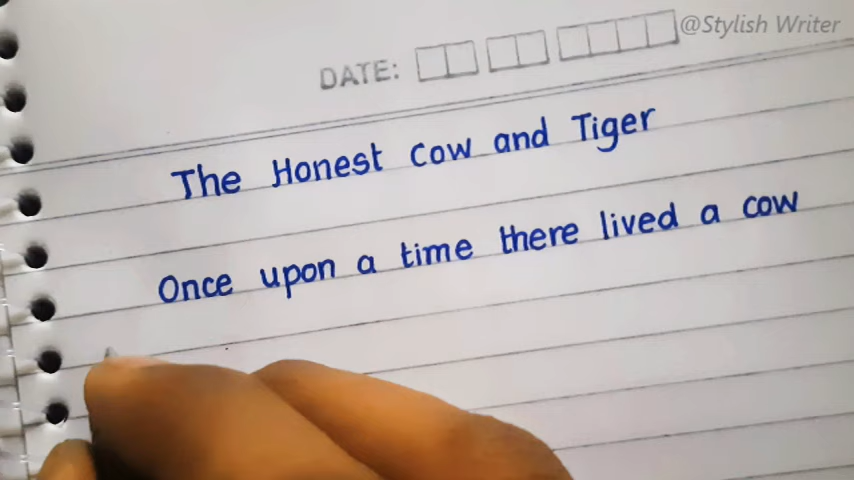 @Stylish Writer
DATE:
The Honest Cow and Tiger
Once upon a time there lived a cow